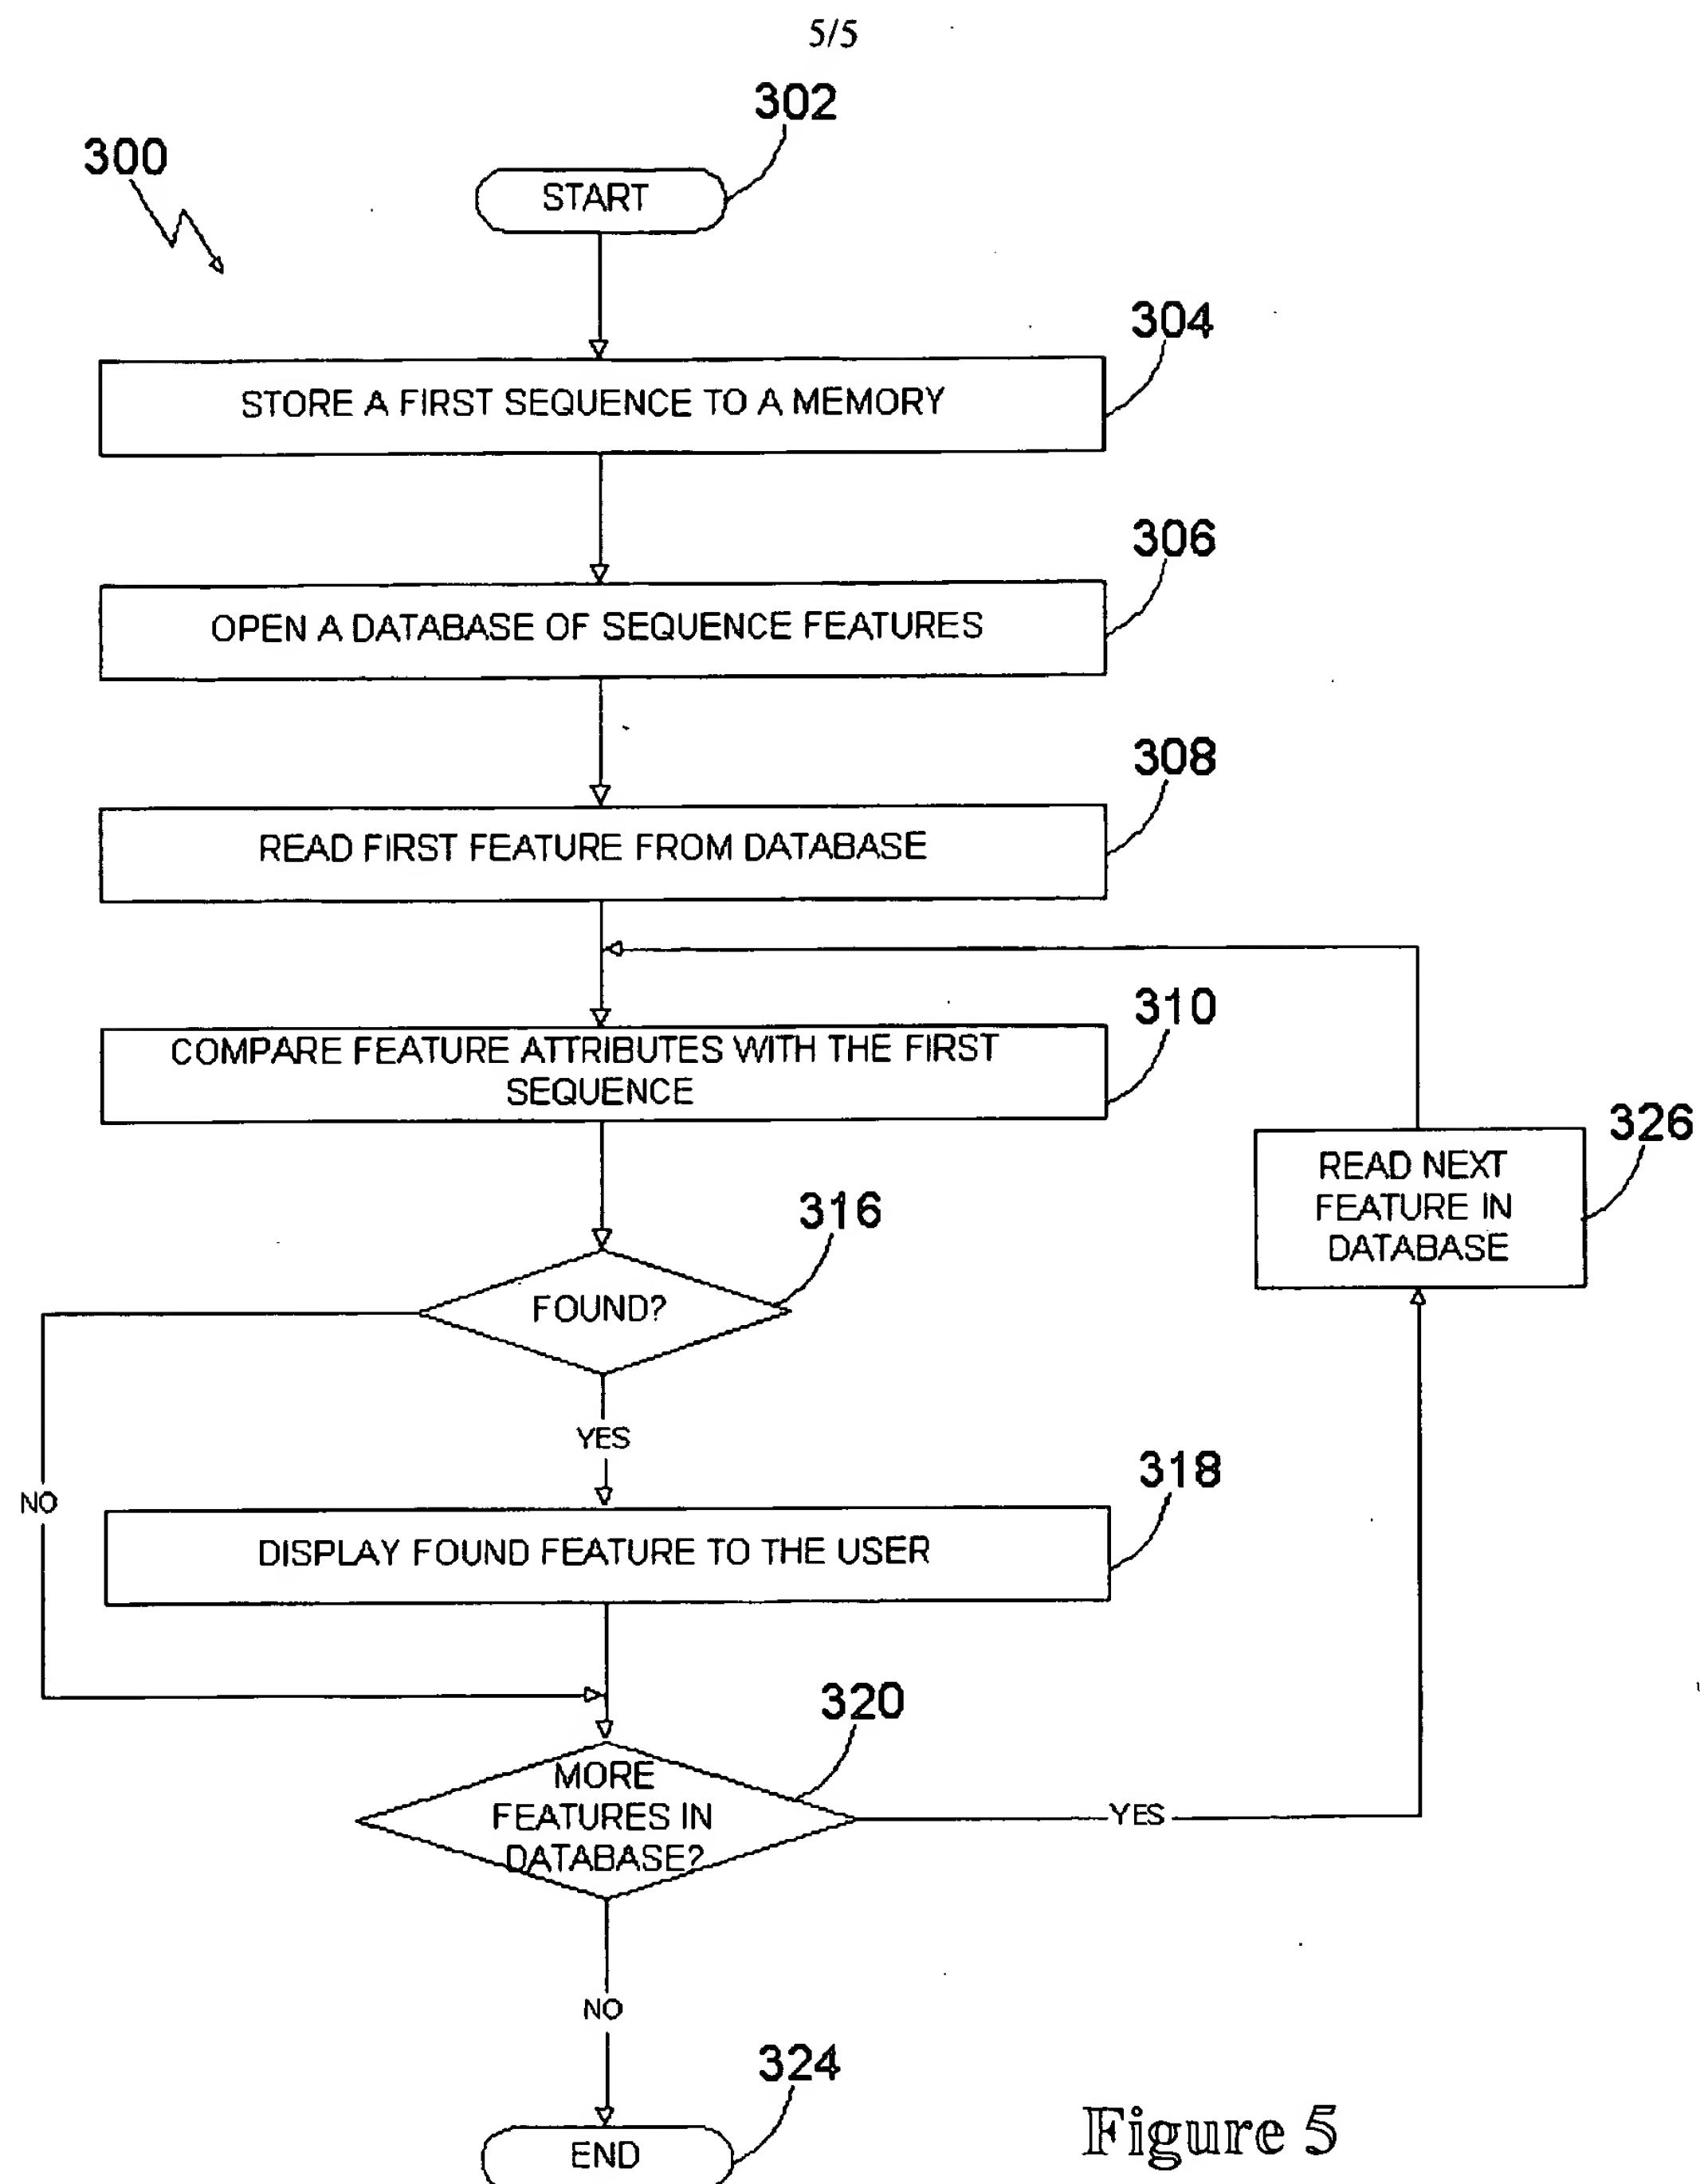 5/5
302
300
START
304
STORE A FIRST SEQUENCE TO A MEMORY
306
OPEN A DATABASE OF SEQUENCE FEATURES
308
READ FIRST FEATURE FROM DATABASE
310
COMPARE FEATURE ATTRIBUTES WITH THE FIRST
SEQUENCE
326
READ NEXT
FEATURE IN
DATABASE
316
FOUND?
YES
NO
318
DISPLAY FOUND FEATURE TO THE USER
320
MORE
FEATURES IN
DATABASE?
YES
NO
324
END
Figure 5